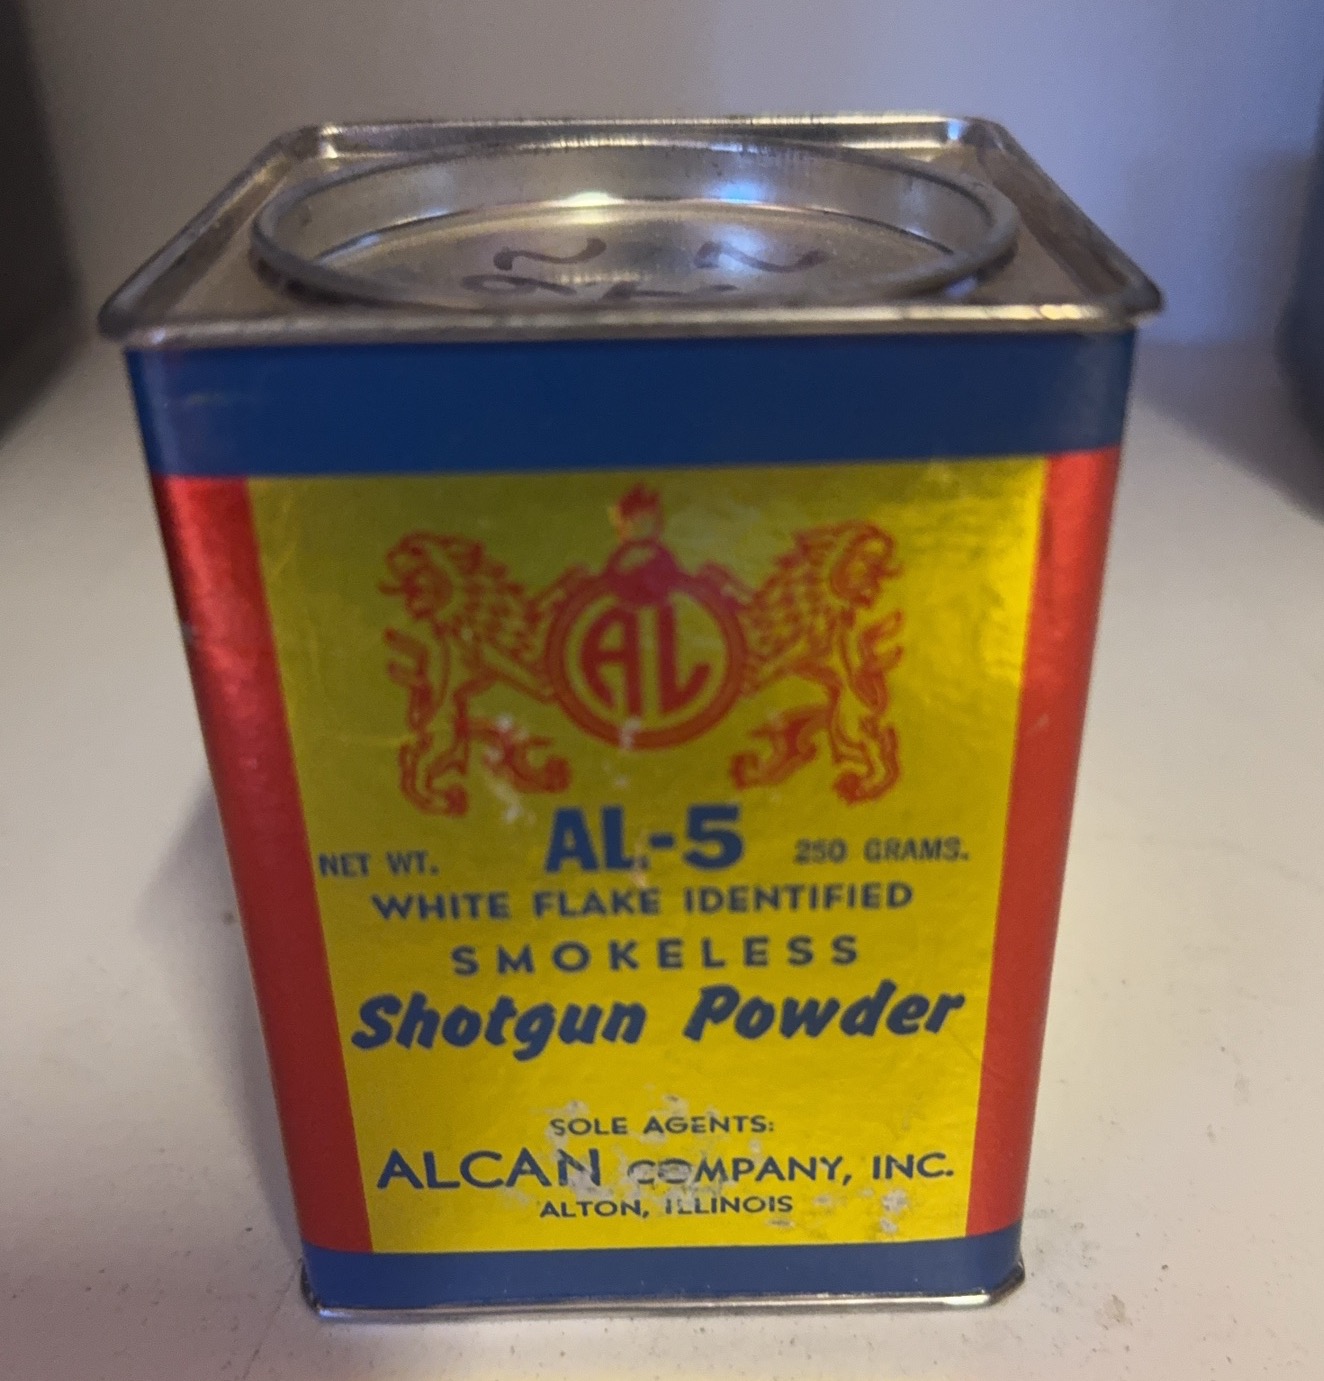 AL
AL-5
NET WT. 250 GRAMS.
WHITE FLAKE IDENTIFIED
SMOKELESS
Shotgun Powder
SOLE AGENTS:
ALCAN COMPANY, INC.
ALTON, ILLINOIS